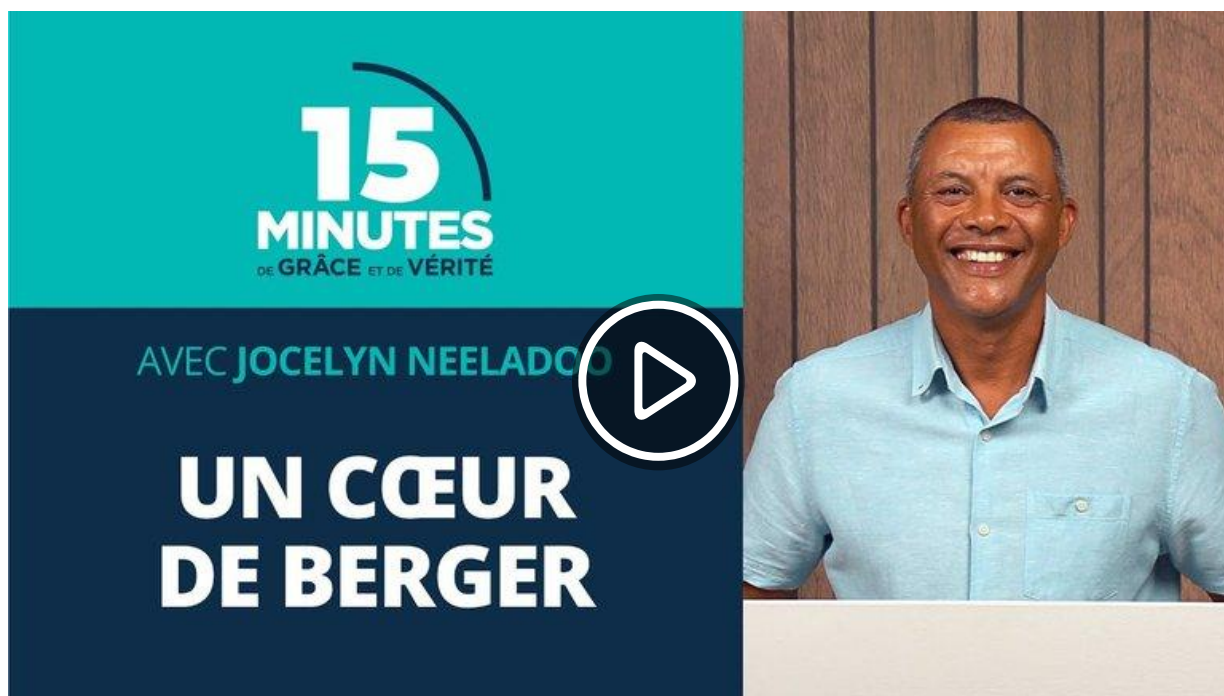 15
MINUTES
DE GRÂCE ET DE VÉRITÉ
AVEC JOCELYN NEELADOO
UN CŒUR
DE BERGER